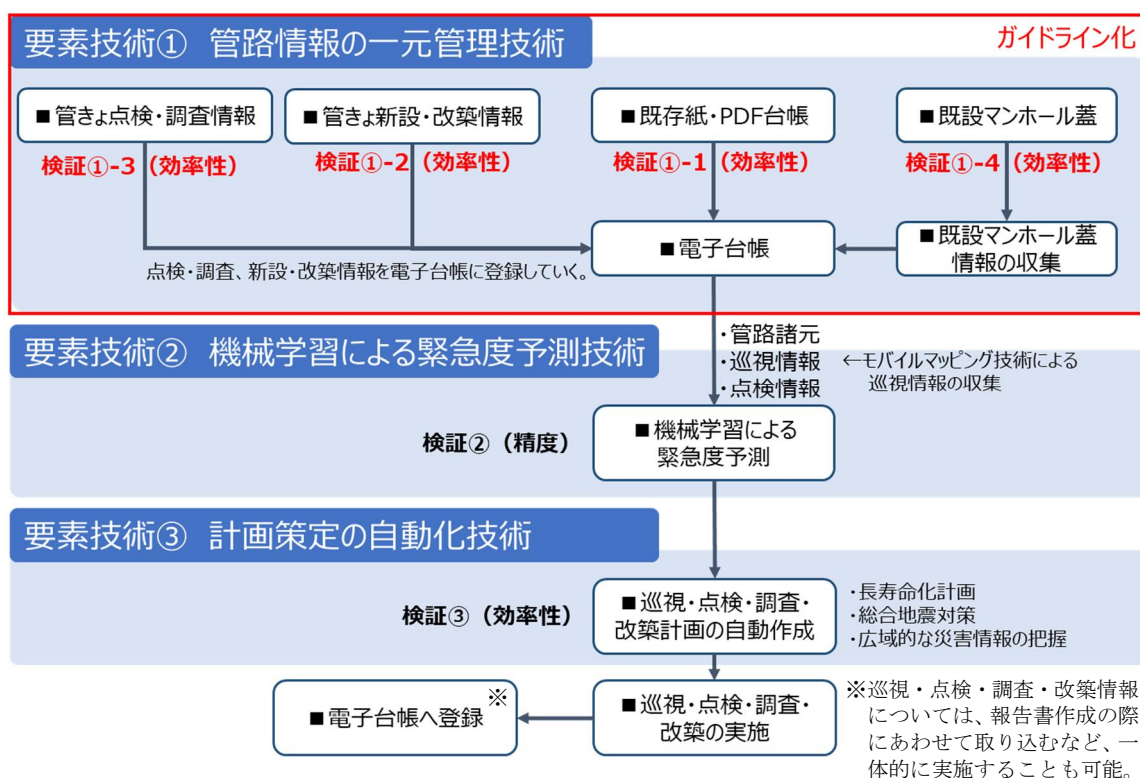 要素技術① 管路情報の一元管理技術
ガイドライン化
■管きょ点検・調査情報
■管きょ新設・改築情報
■既存紙・PDF台帳
■既設マンホール蓋
検証①-3（効率性）
検証①-2（効率性）
検証①-1（効率性）
検証①-4（効率性）
■電子台帳
■既設マンホール蓋
情報の収集
点検・調査、新設・改築情報を電子台帳に登録していく。
要素技術② 機械学習による緊急度予測技術
・管路諸元
・巡視情報
・点検情報
←モバイルマッピング技術による
巡視情報の収集
検証②（精度）
■機械学習による
緊急度予測
要素技術③ 計画策定の自動化技術
検証③（効率性）
■巡視・点検・調査・
改築計画の自動作成
・長寿命化計画
・総合地震対策
・広域的な災害情報の把握
■電子台帳へ登録※
■巡視・点検・調査・
改築の実施
※巡視・点検・調査・改築情報
については、報告書作成の際
にあわせて取り込むなど、一
体的に実施することも可能。